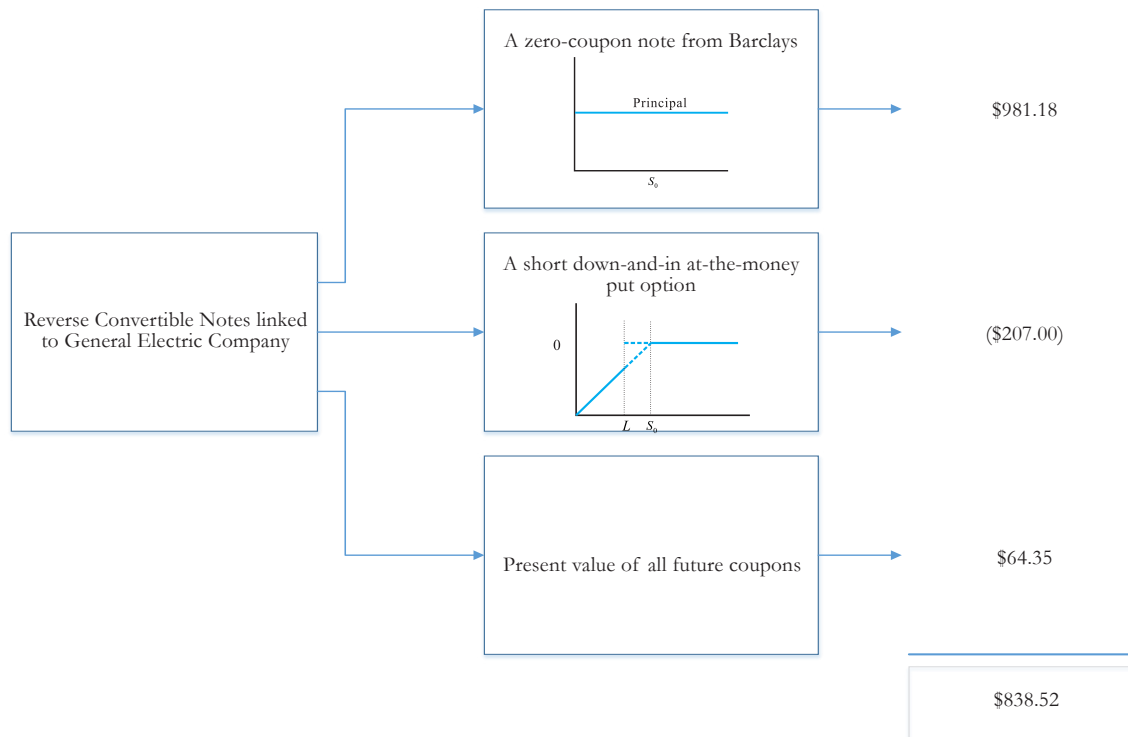 A zero-coupon note from Barclays
Principal
S₀
$981.18
Reverse Convertible Notes linked
to General Electric Company
A short down-and-in at-the-money
put option
0
L S₀
($207.00)
Present value of all future coupons
$64.35
$838.52